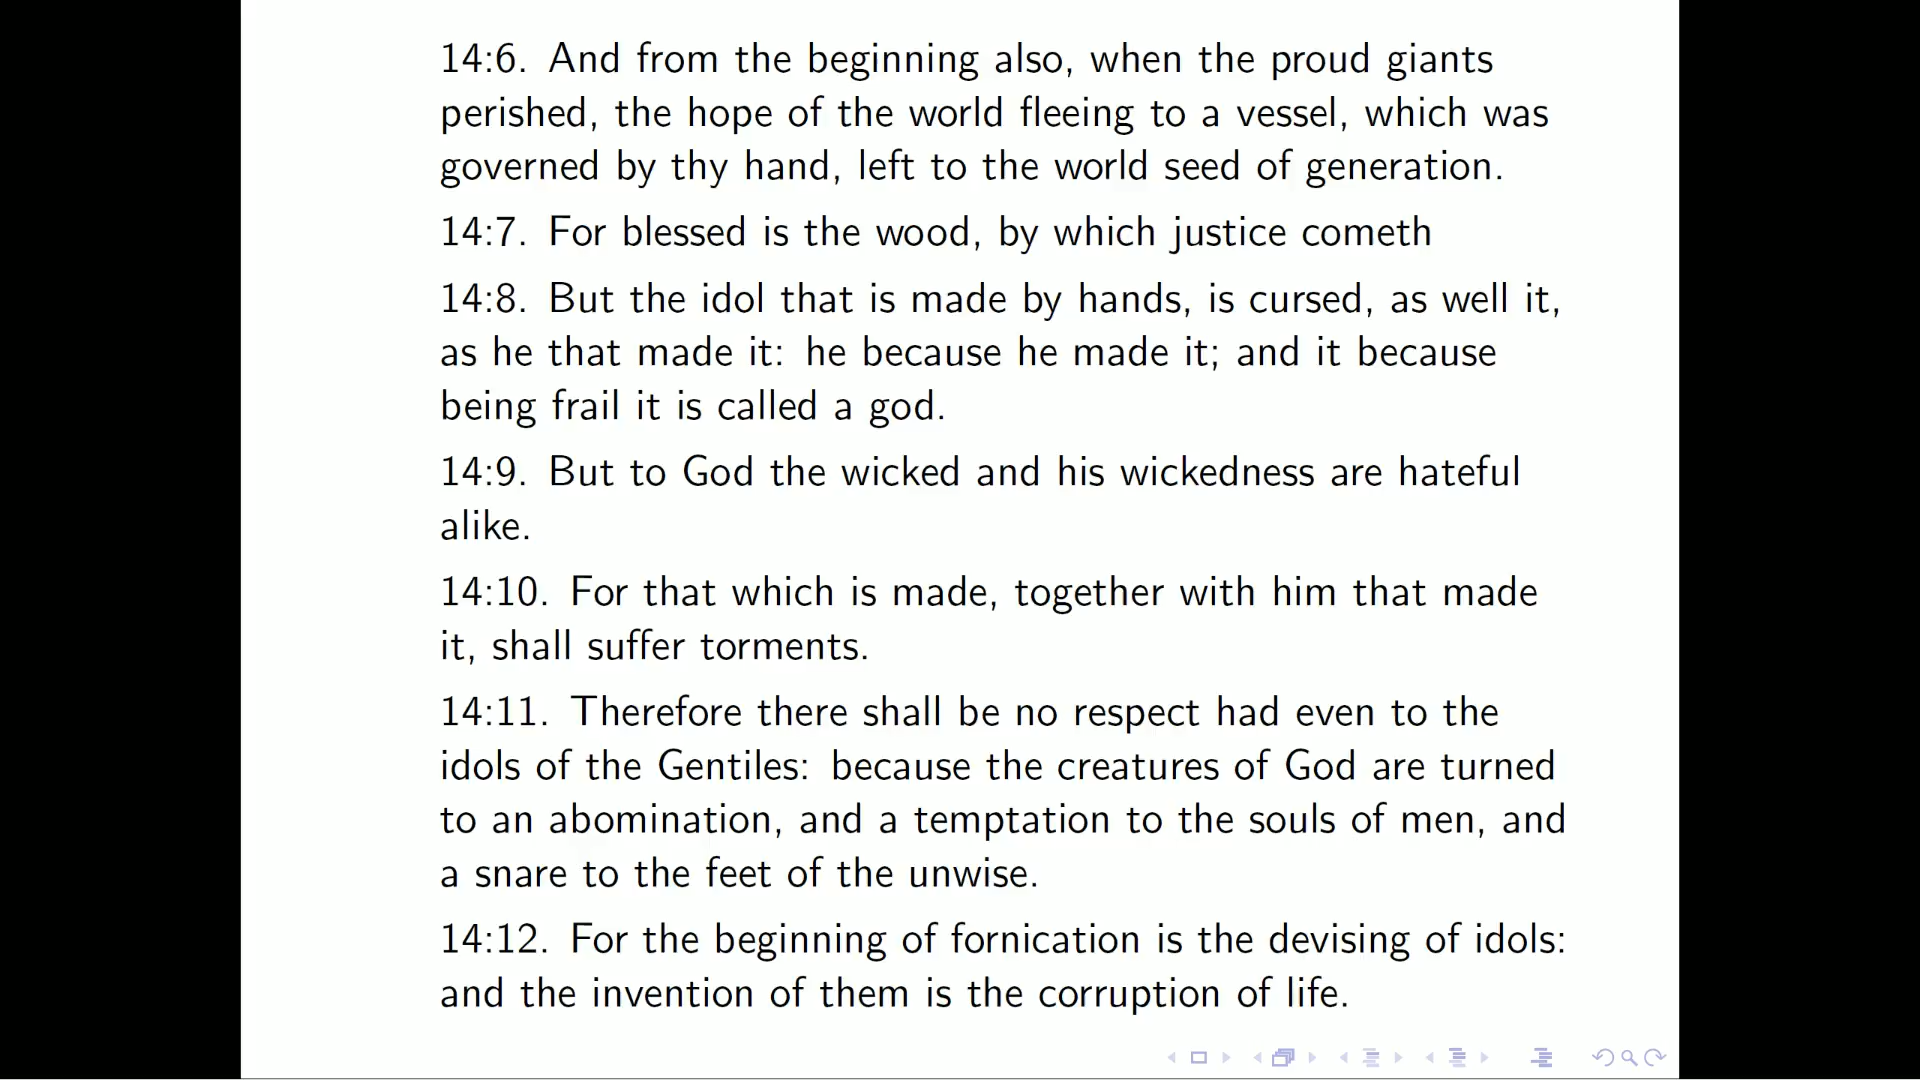 14:6. And from the beginning also, when the proud giants
perished, the hope of the world fleeing to a vessel, which was
governed by thy hand, left to the world seed of generation.
14:7. For blessed is the wood, by which justice cometh
14:8. But the idol that is made by hands, is cursed, as well it,
as he that made it: he because he made it; and it because
being frail it is called a god.
14:9. But to God the wicked and his wickedness are hateful
alike.
14:10. For that which is made, together with him that made
it, shall suffer torments.
14:11. Therefore there shall be no respect had even to the
idols of the Gentiles: because the creatures of God are turned
to an abomination, and a temptation to the souls of men, and
a snare to the feet of the unwise.
14:12. For the beginning of fornication is the devising of idols:
and the invention of them is the corruption of life.